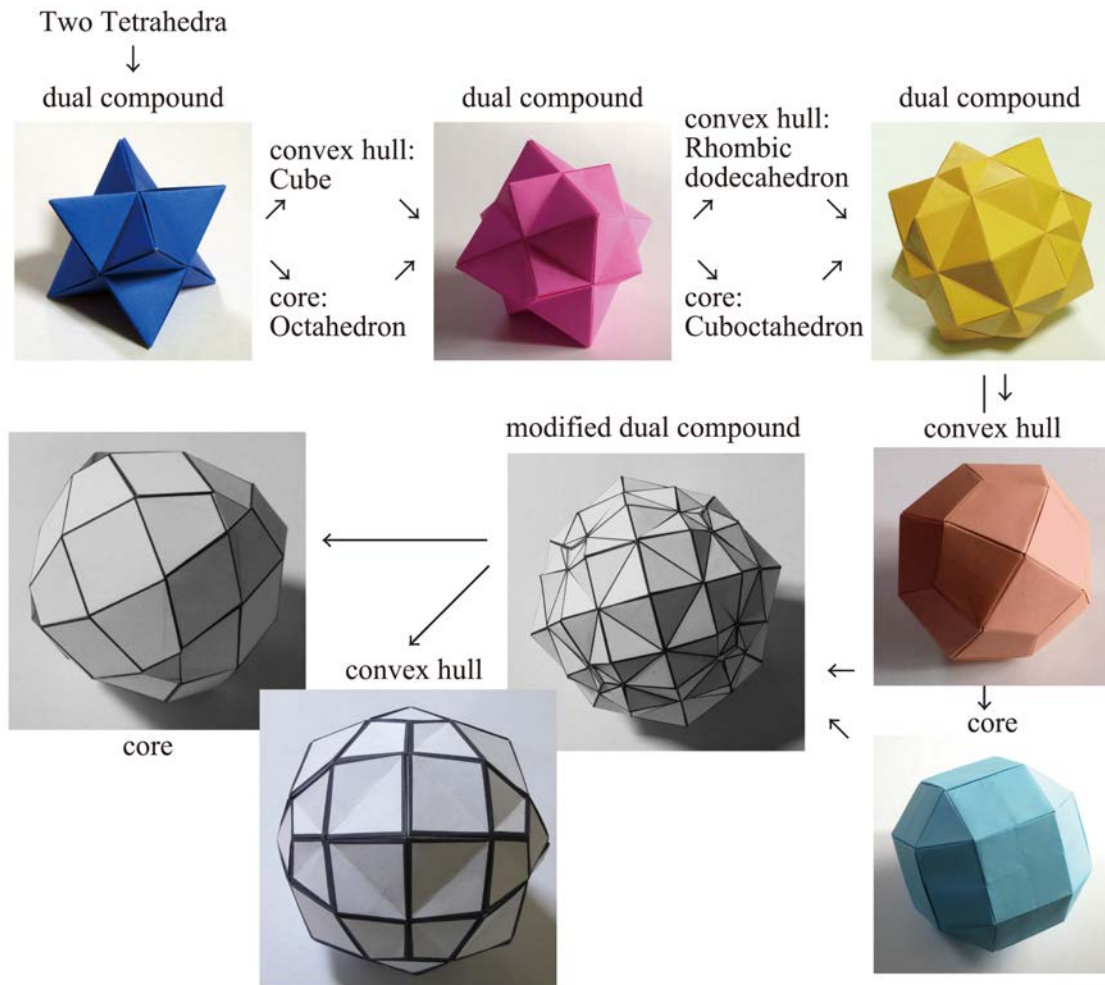 Two Tetrahedra
↓
dual compound
dual compound
dual compound
convex hull:
Cube
convex hull:
Rhombic
dodecahedron
core:
Octahedron
core:
Cuboctahedron
modified dual compound
convex hull
convex hull
core
core